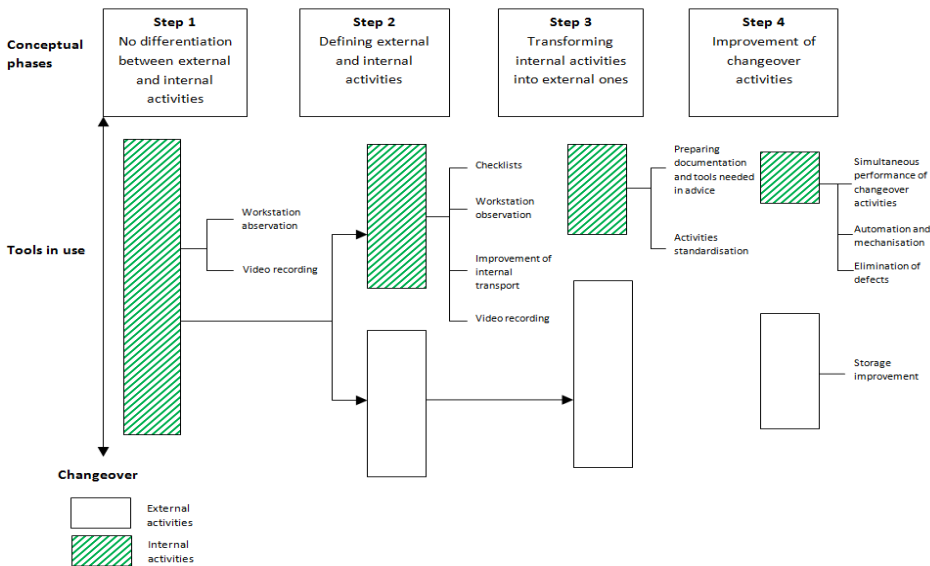 Conceptual
phases
Step 1
No differentiation
between external
and internal
activities
Step 2
Defining external
and internal
activities
Step 3
Transforming
internal activities
into external ones
Step 4
Improvement of
changeover
activities
Tools in use
Workstation
abservation
Video recording
Checklists
Workstation
observation
Improvement of
internal
transport
Video recording
Preparing
documentation
and tools needed
in advice
Activities
standardisation
Simultaneous
performance of
changeover
activities
Automation and
mechanisation
Elimination of
defects
Storage
improvement
Changeover
External
activities
Internal
activities